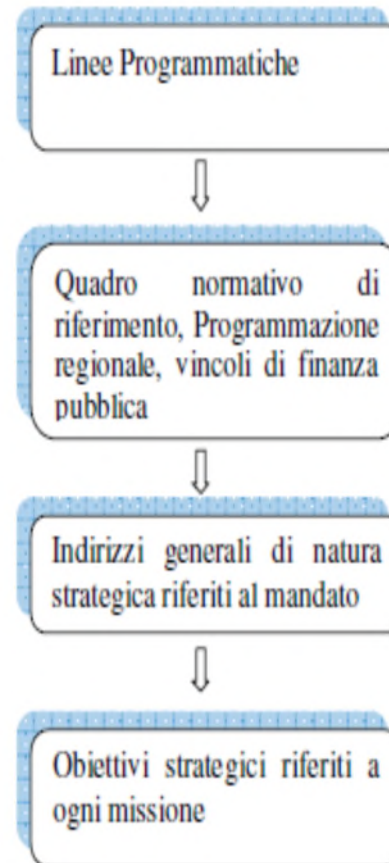 Linee Programmatiche
Quadro normativo di
riferimento, Programmazione
regionale, vincoli di finanza
pubblica
Indirizzi generali di natura
strategica riferiti al mandato
Obiettivi strategici riferiti a
ogni missione